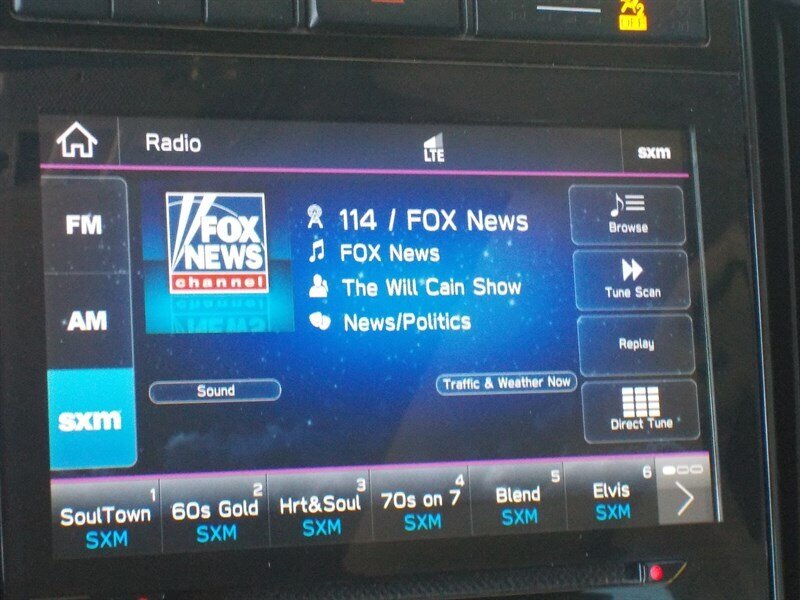 OFF
Radio
LTE
sxm
FM
AM
sxm
FOX
NEWS
channel
114 / FOX News
FOX News
The Will Cain Show
News/Politics
Browse
Tune Scan
Replay
Direct Tune
Sound
Traffic & Weather Now
1
SoulTown
SXM
2
60s Gold
SXM
3
Hrt&Soul
SXM
4
70s on 7
SXM
5
Blend
SXM
6
Elvis
SXM